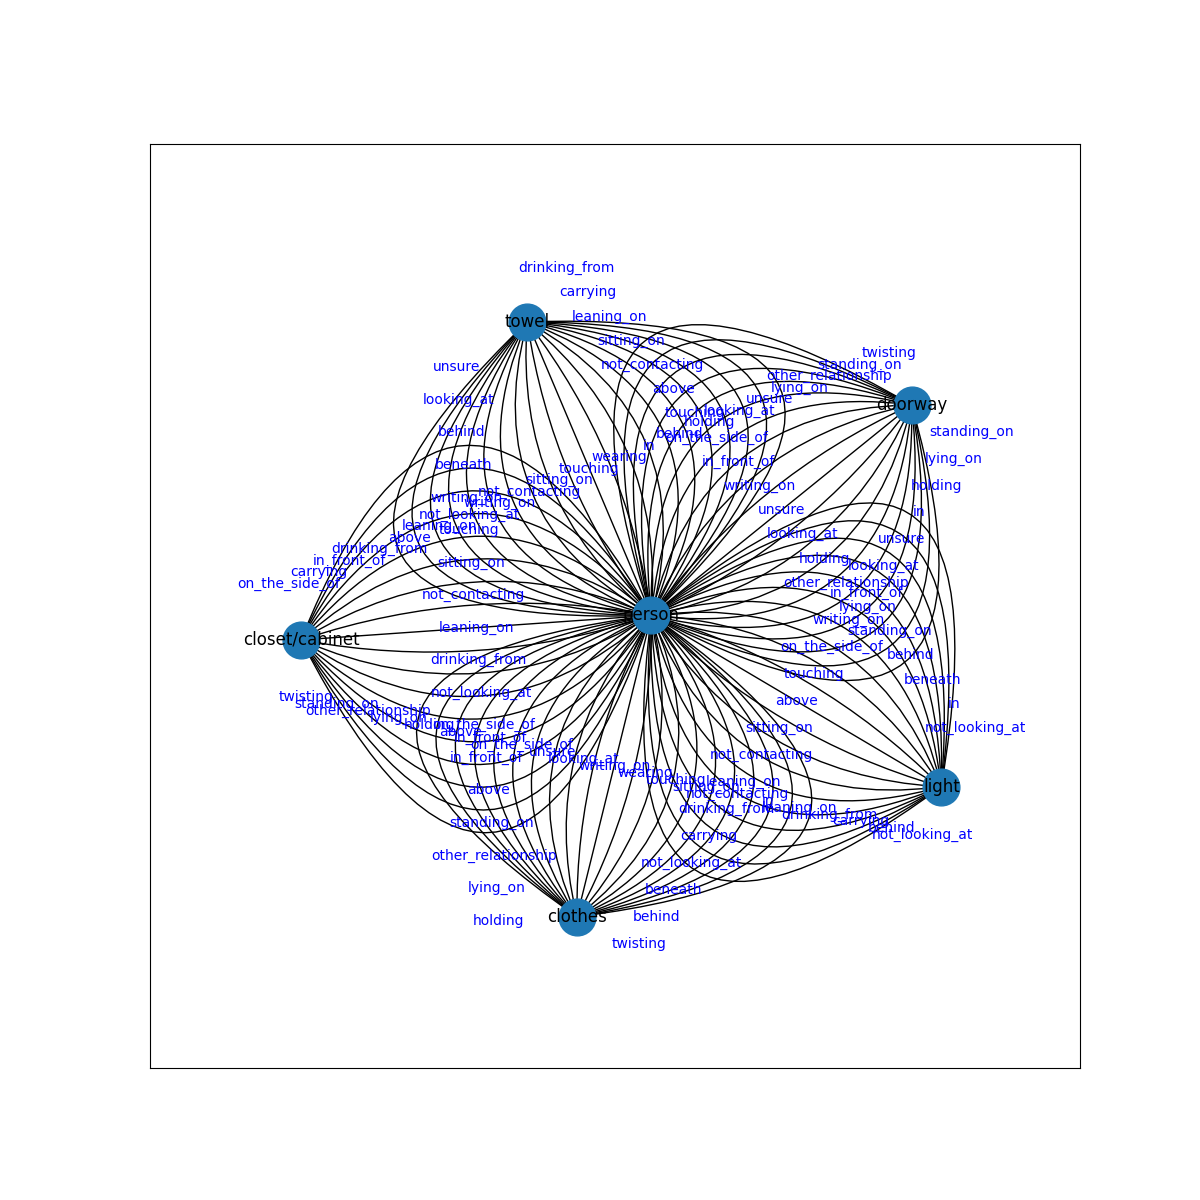 drinking_from
carrying
leaning_on
towel
sitting_on
twisting
not_contacting
standing_on
unsure
other_relationship
above
lying_on
looking_at
unsure
doorway
touching
looking_at
holding
behind
behind
standing_on
on_the_side_of
in
wearing
lying_on
beneath
in_front_of
touching
sitting_on
writing_on
holding
not_contacting
writing_on
writing_on
unsure
in
not_looking_at
leaning_on
touching
looking_at
above
unsure
drinking_from
in_front_of
sitting_on
holding
looking_at
carrying
on_the_side_of
other_relationship
in_front_of
not_contacting
lying_on
person
writing_on
leaning_on
standing_on
closet/cabinet
on_the_side_of
behind
drinking_from
touching
beneath
not_looking_at
twisting
standing_on
above
in
other_relationship
lying_on
holding
on_the_side_of
above
sitting_on
not_looking_at
in_front_of
on_the_side_of
unsure
in_front_of
looking_at
not_contacting
writing_on
wearing
touching
leaning_on
sitting_on
light
above
not_contacting
in
leaning_on
drinking_from
drinking_from
carrying
standing_on
behind
carrying
not_looking_at
other_relationship
not_looking_at
lying_on
beneath
holding
clothes
behind
twisting